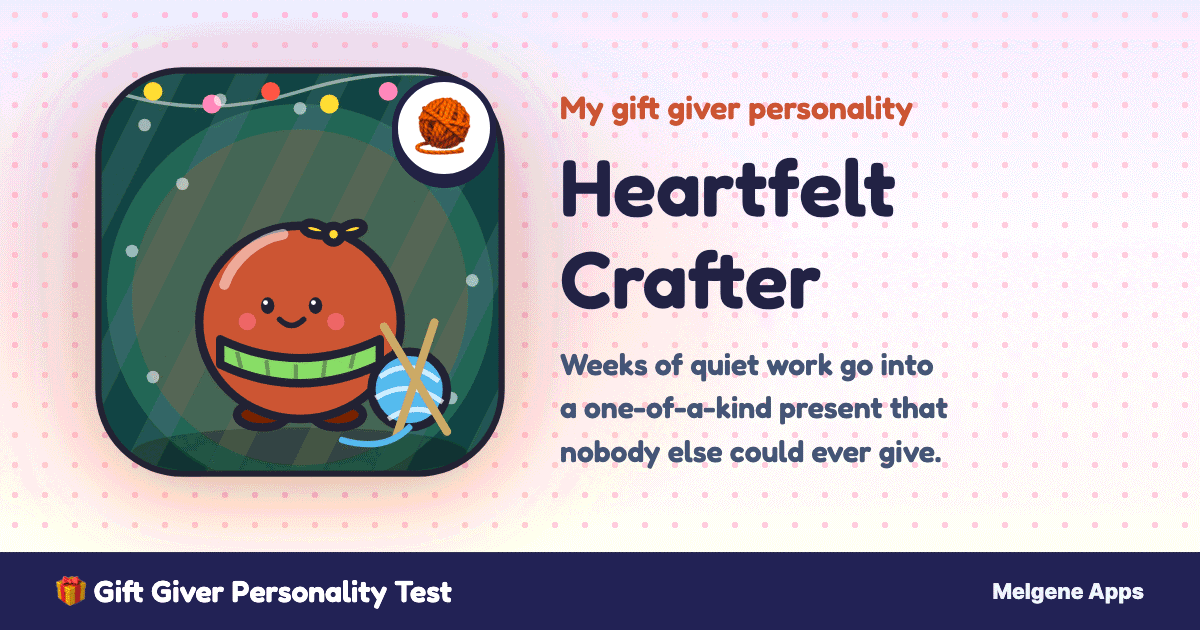 My gift giver personality
Heartfelt
Crafter
Weeks of quiet work go into
a one-of-a-kind present that
nobody else could ever give.
Gift Giver Personality Test
Melgene Apps